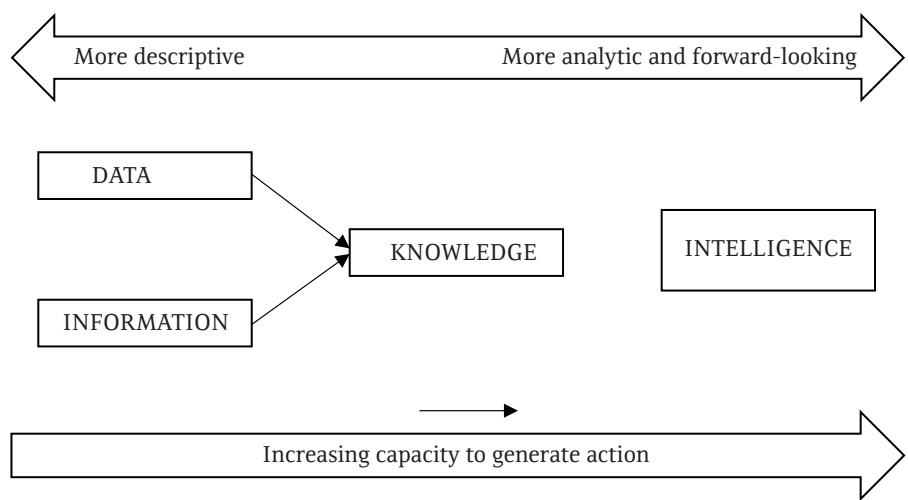 More descriptive
More analytic and forward-looking
DATA
KNOWLEDGE
INTELLIGENCE
INFORMATION
Increasing capacity to generate action